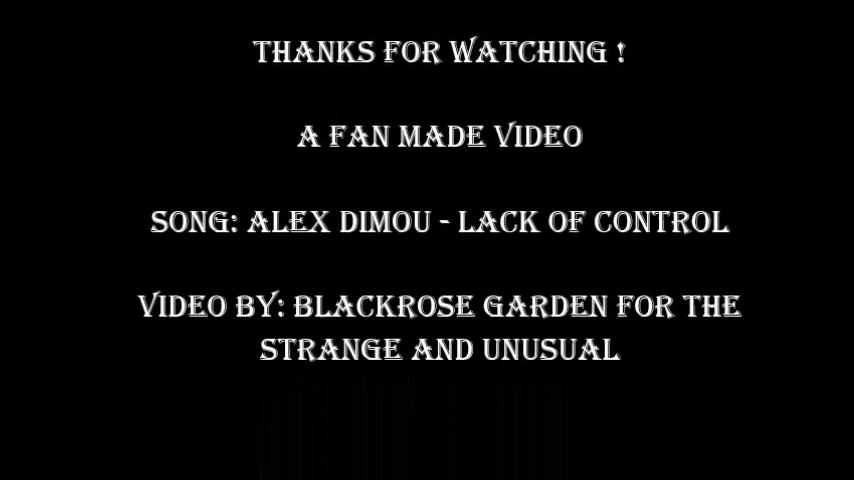 THANKS FOR WATCHING !
A FAN MADE VIDEO
SONG: ALEX DIMOU - LACK OF CONTROL
VIDEO BY: BLACKROSE GARDEN FOR THE
STRANGE AND UNUSUAL